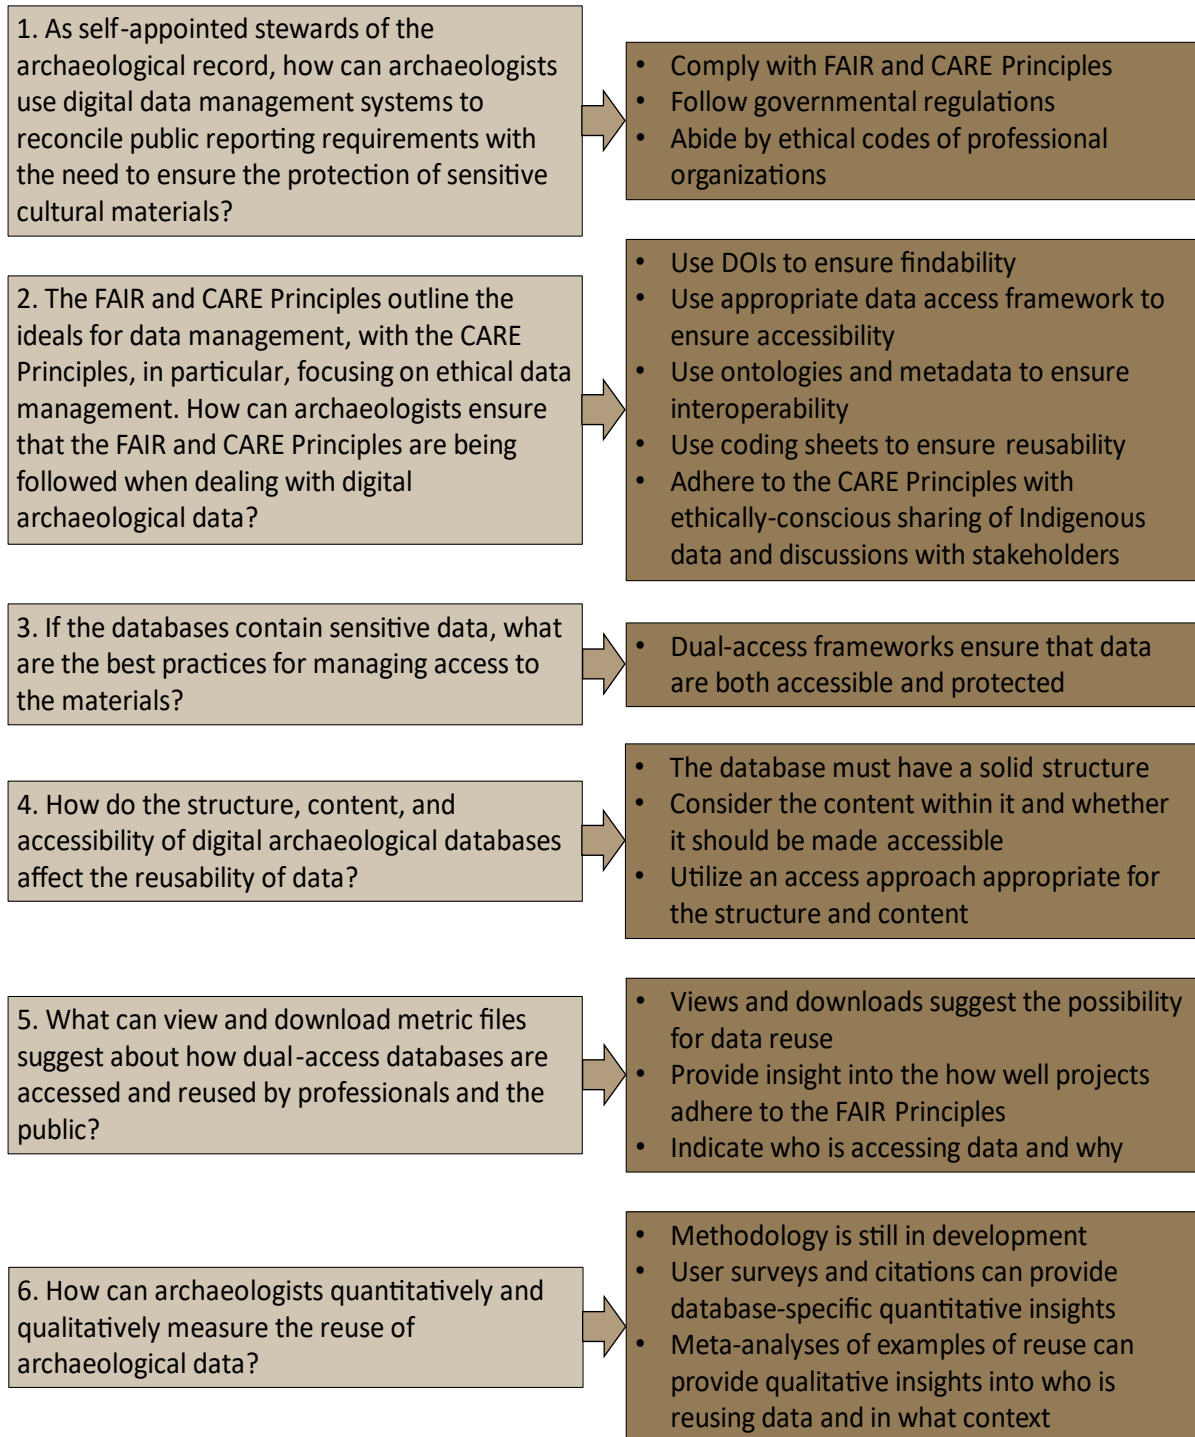 1. As self-appointed stewards of the
archaeological record, how can archaeologists
use digital data management systems to
reconcile public reporting requirements with
the need to ensure the protection of sensitive
cultural materials?
• Comply with FAIR and CARE Principles
• Follow governmental regulations
• Abide by ethical codes of professional
organizations
2. The FAIR and CARE Principles outline the
ideals for data management, with the CARE
Principles, in particular, focusing on ethical data
management. How can archaeologists ensure
that the FAIR and CARE Principles are being
followed when dealing with digital
archaeological data?
• Use DOIs to ensure findability
• Use appropriate data access framework to
ensure accessibility
• Use ontologies and metadata to ensure
interoperability
• Use coding sheets to ensure reusability
• Adhere to the CARE Principles with
ethically-conscious sharing of Indigenous
data and discussions with stakeholders
3. If the databases contain sensitive data, what
are the best practices for managing access to
the materials?
• Dual-access frameworks ensure that data
are both accessible and protected
4. How do the structure, content, and
accessibility of digital archaeological databases
affect the reusability of data?
• The database must have a solid structure
• Consider the content within it and whether
it should be made accessible
• Utilize an access approach appropriate for
the structure and content
5. What can view and download metric files
suggest about how dual-access databases are
accessed and reused by professionals and the
public?
• Views and downloads suggest the possibility
for data reuse
• Provide insight into the how well projects
adhere to the FAIR Principles
• Indicate who is accessing data and why
6. How can archaeologists quantitatively and
qualitatively measure the reuse of
archaeological data?
• Methodology is still in development
• User surveys and citations can provide
database-specific quantitative insights
• Meta-analyses of examples of reuse can
provide qualitative insights into who is
reusing data and in what context